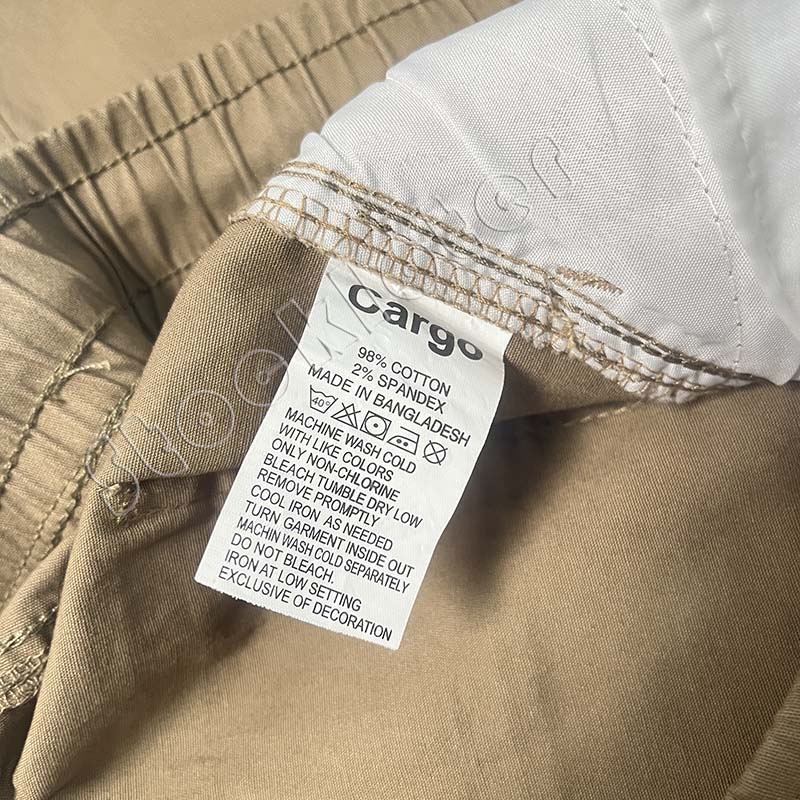 Cargo
98% COTTON
2% SPANDEX
MADE IN BANGLADESH
40c
MACHINE WASH COLD
WITH LIKE COLORS
ONLY NON-CHLORINE
BLEACH TUMBLE DRY LOW
REMOVE PROMPTLY
COOL IRON AS NEEDED
TURN GARMENT INSIDE OUT
MACHIN WASH COLD SEPARATELY
DO NOT BLEACH.
IRON AT LOW SETTING
EXCLUSIVE OF DECORATION